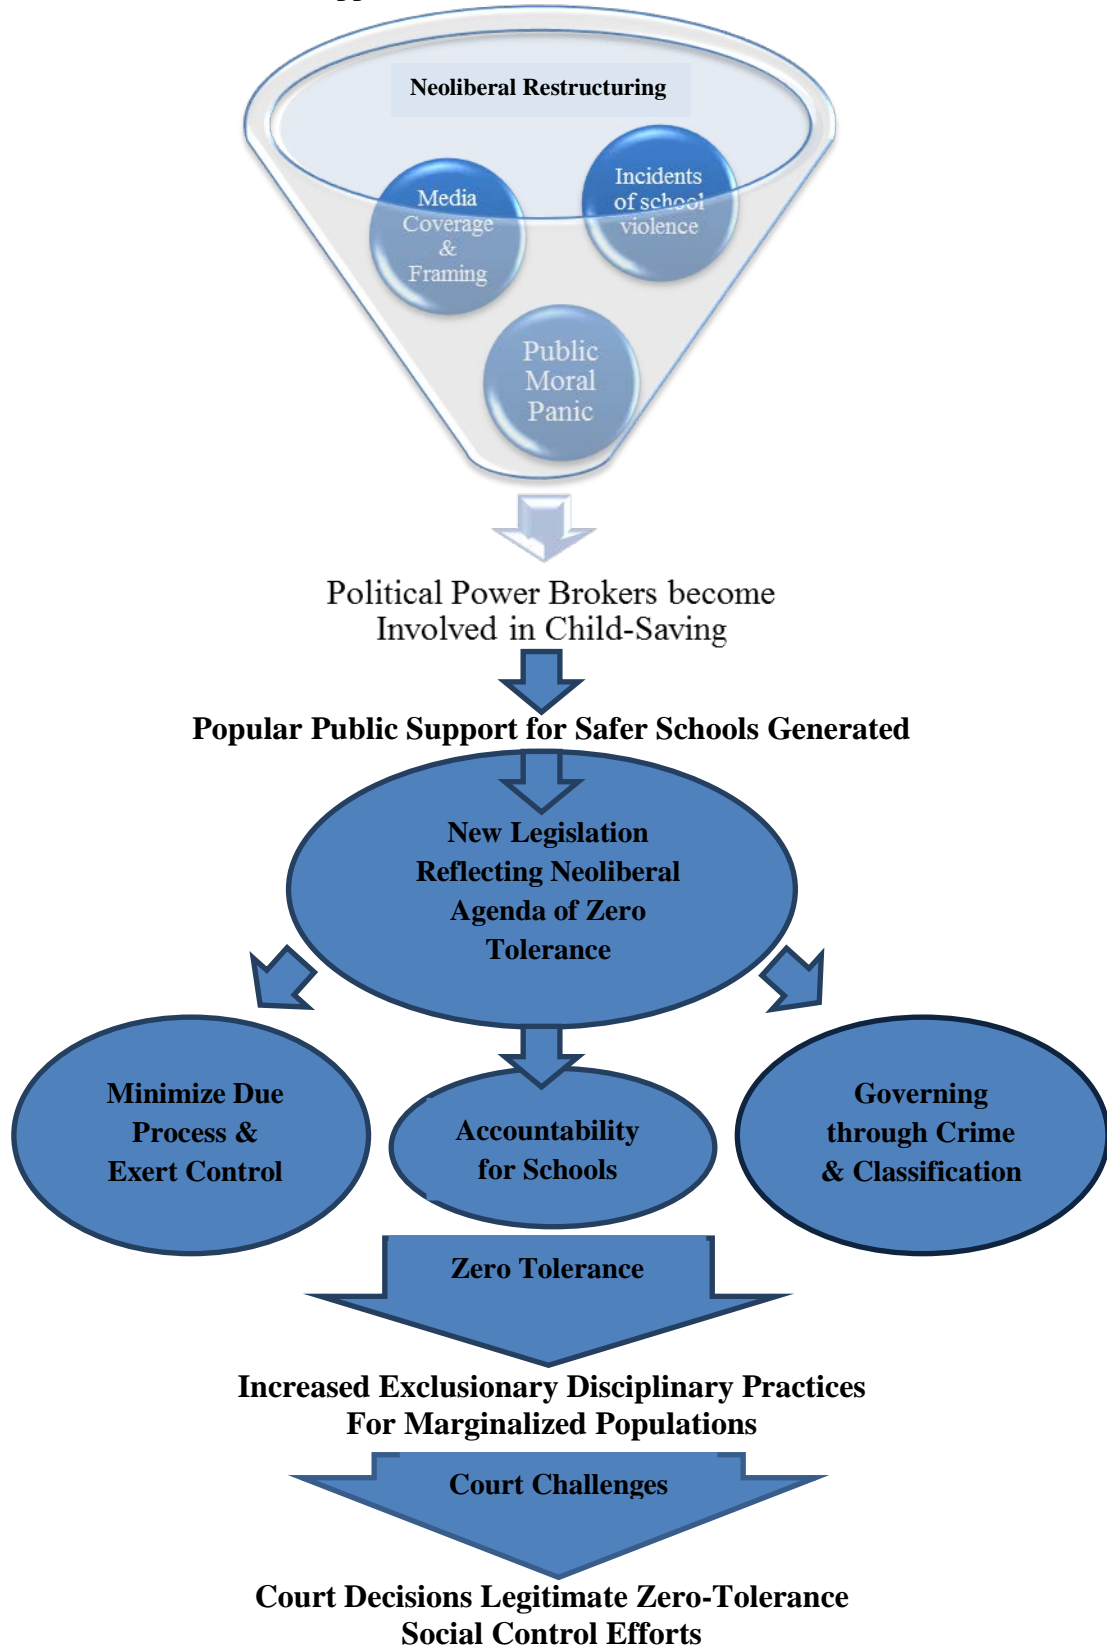 Neoliberal Restructuring
Incidents
of school
violence
Media
Coverage
&
Framing
Public
Moral
Panic
Political Power Brokers become
Involved in Child-Saving
Popular Public Support for Safer Schools Generated
New Legislation
Reflecting Neoliberal
Agenda of Zero
Tolerance
Minimize Due
Process &
Exert Control
Accountability
for Schools
Governing
through Crime
& Classification
Zero Tolerance
Increased Exclusionary Disciplinary Practices
For Marginalized Populations
Court Challenges
Court Decisions Legitimate Zero-Tolerance
Social Control Efforts